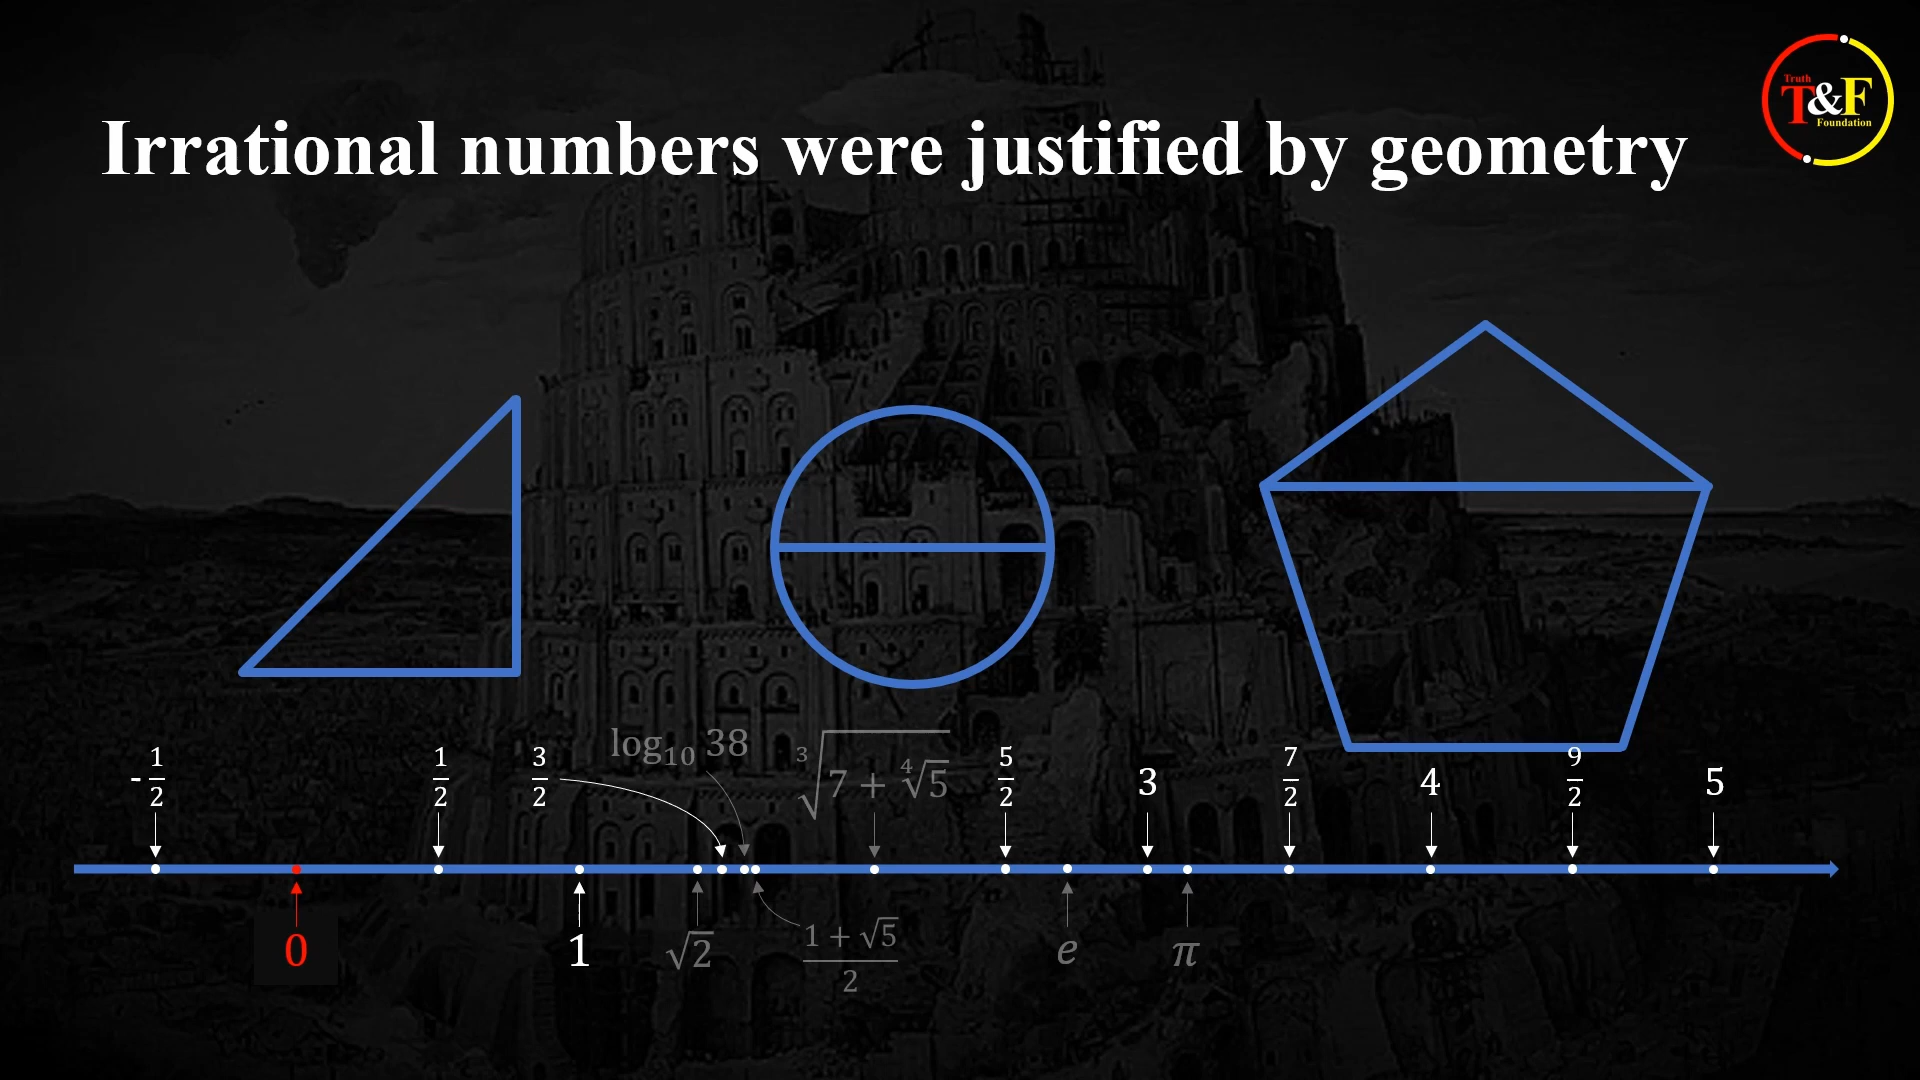 Truth
T&F
Foundation
Irrational numbers were justified by geometry
-1/2
1/2
3/2
log₁₀ 38
∛(7 + ∜5)
5/2
3
7/2
4
9/2
5
0
1
√2
(1 + √5)/2
e
π